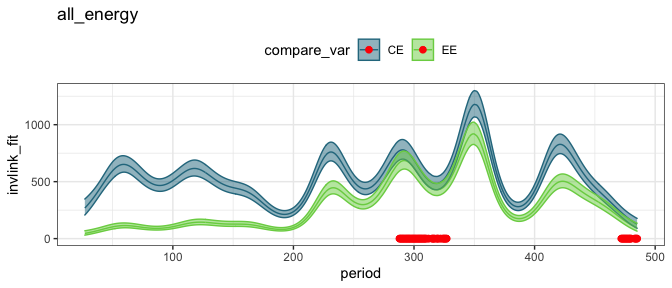 all_energy
compare_var CE EE
invlink_fit
1000
500
0
100 200 300 400 500
period